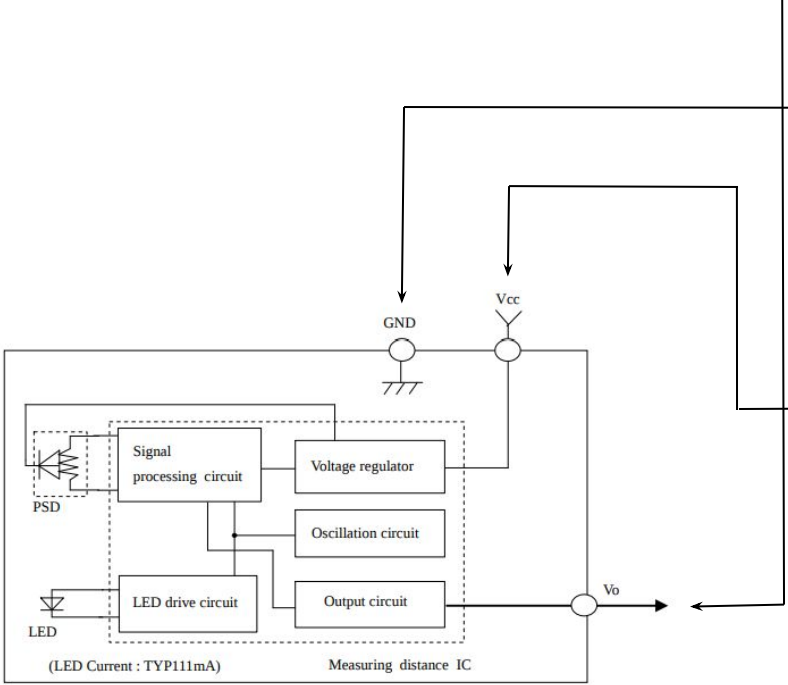 Vcc
GND
Signal
processing circuit
Voltage regulator
PSD
Oscillation circuit
Vo
LED drive circuit
Output circuit
LED
(LED Current : TYP111mA)
Measuring distance IC